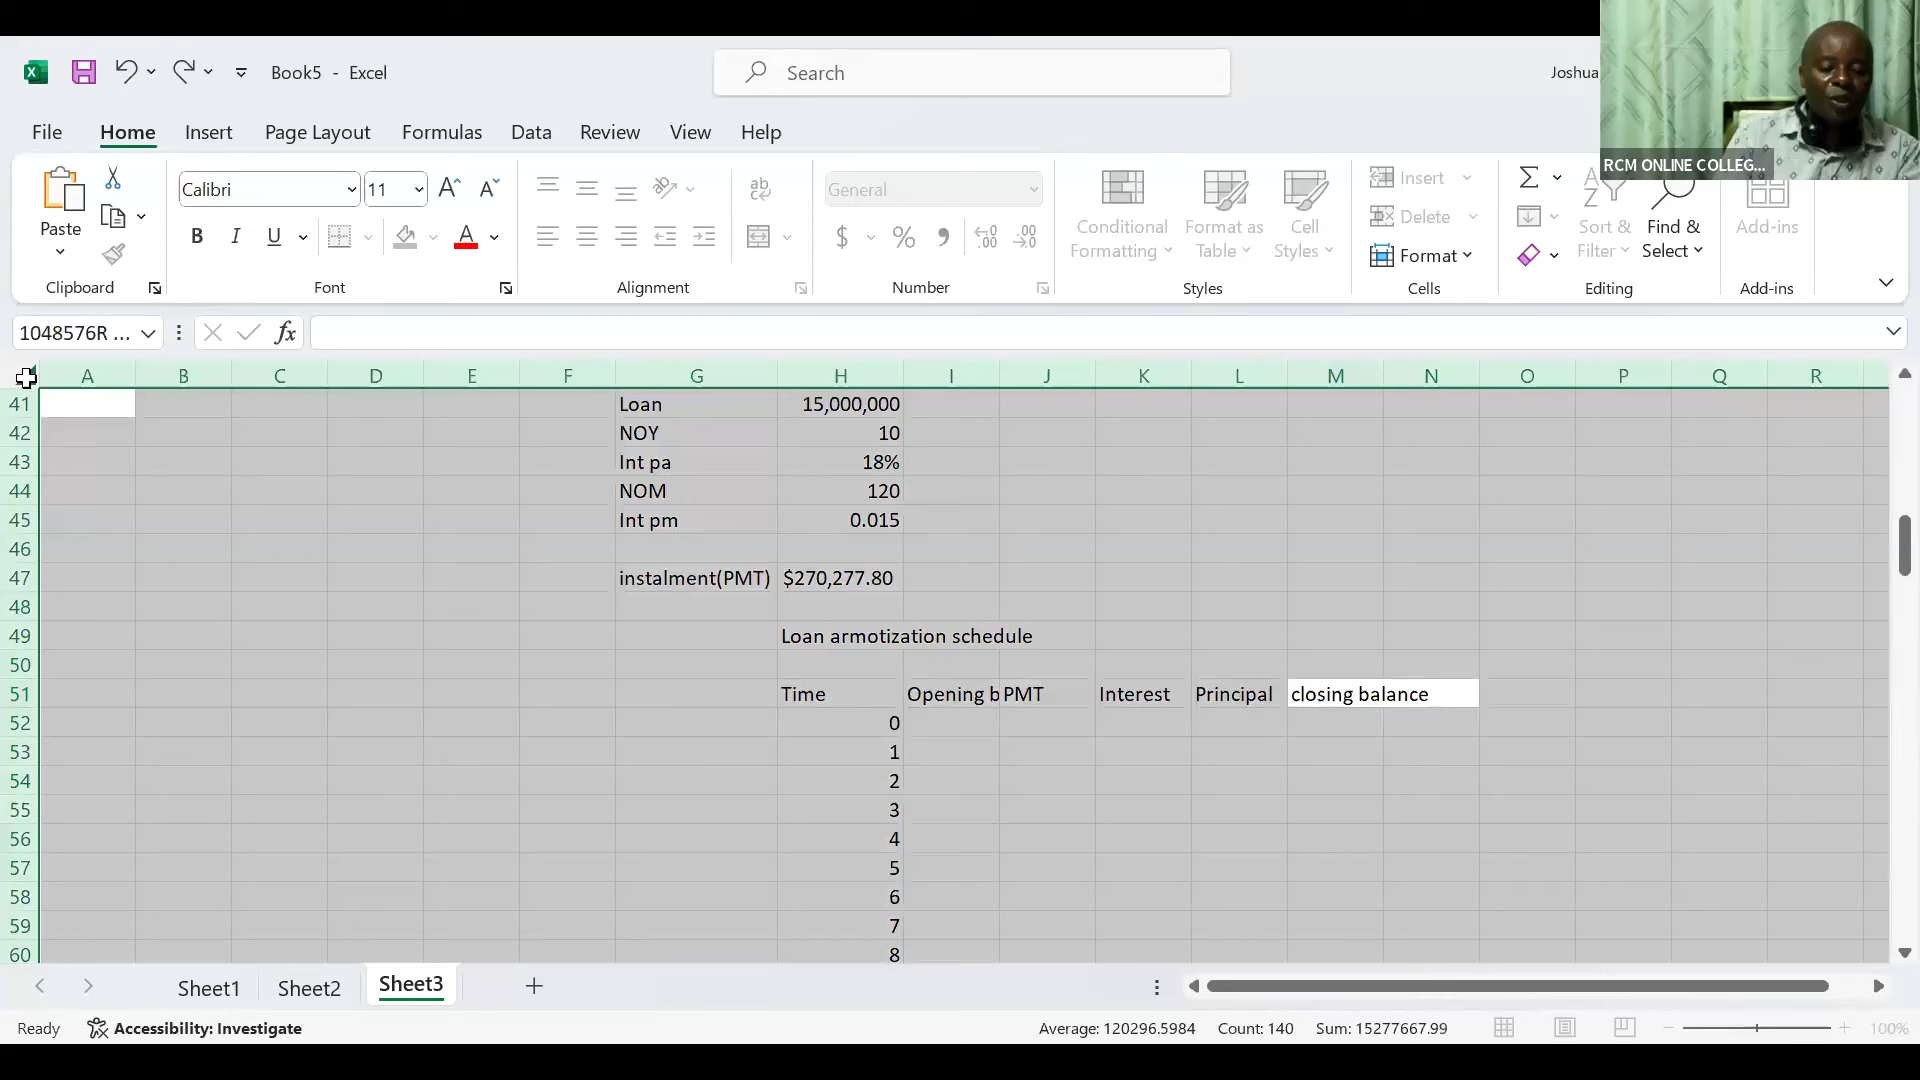 Book5 - Excel
Search
Joshua
RCM ONLINE COLLEG...
File Home Insert Page Layout Formulas Data Review View Help
Paste
Clipboard
Calibri 11
B I U A
Font
ab
Alignment
General
$ %
Number
Conditional Formatting
Format as Table
Cell Styles
Styles
Insert
Delete
Format
Cells
Sort & Filter
Find & Select
Editing
Add-ins
Add-ins
1048576R ... fx
A B C D E F G H I J K L M N O P Q R
41 Loan 15,000,000
42 NOY 10
43 Int pa 18%
44 NOM 120
45 Int pm 0.015
46
47 instalment(PMT) $270,277.80
48
49 Loan armotization schedule
50
51 Time Opening b PMT Interest Principal closing balance
52 0
53 1
54 2
55 3
56 4
57 5
58 6
59 7
60 8
Sheet1 Sheet2 Sheet3
Ready Accessibility: Investigate Average: 120296.5984 Count: 140 Sum: 15277667.99 100%